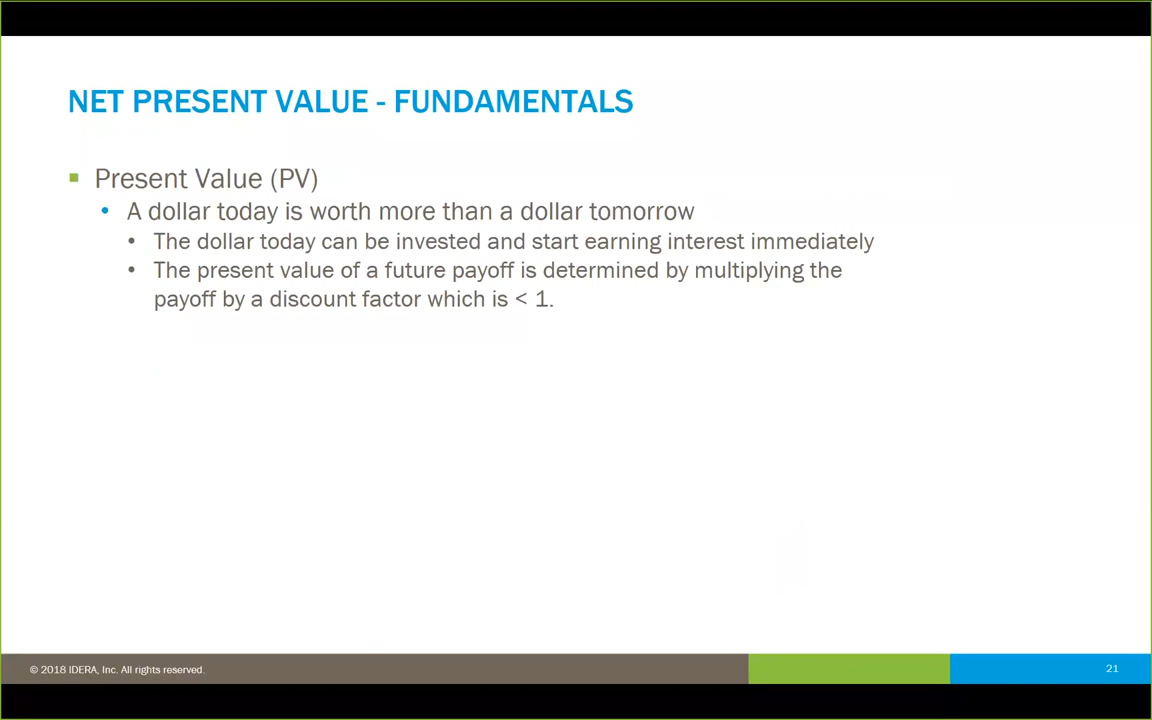 NET PRESENT VALUE - FUNDAMENTALS
Present Value (PV)
A dollar today is worth more than a dollar tomorrow
The dollar today can be invested and start earning interest immediately
The present value of a future payoff is determined by multiplying the
payoff by a discount factor which is < 1.
© 2018 IDERA, Inc. All rights reserved.
21